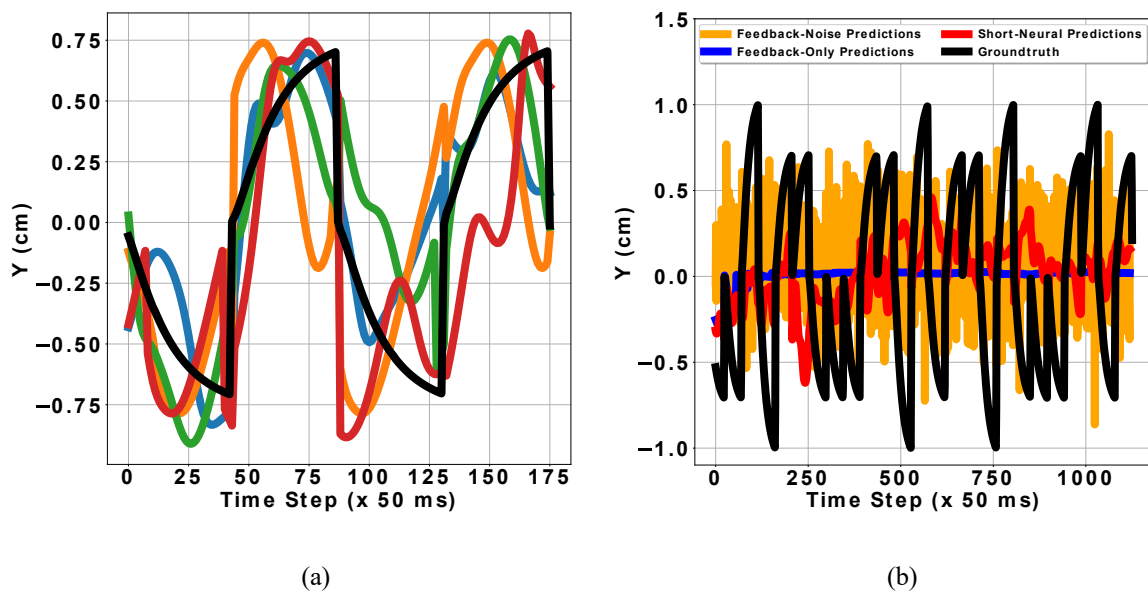 0.75
0.50
0.25
0.00
−0.25
−0.50
−0.75
Y (cm)
0 25 50 75 100 125 150 175
Time Step (x 50 ms)
(a)
1.5
1.0
0.5
0.0
−0.5
−1.0
Y (cm)
Feedback-Noise Predictions
Feedback-Only Predictions
Short-Neural Predictions
Groundtruth
0 250 500 750 1000
Time Step (x 50 ms)
(b)